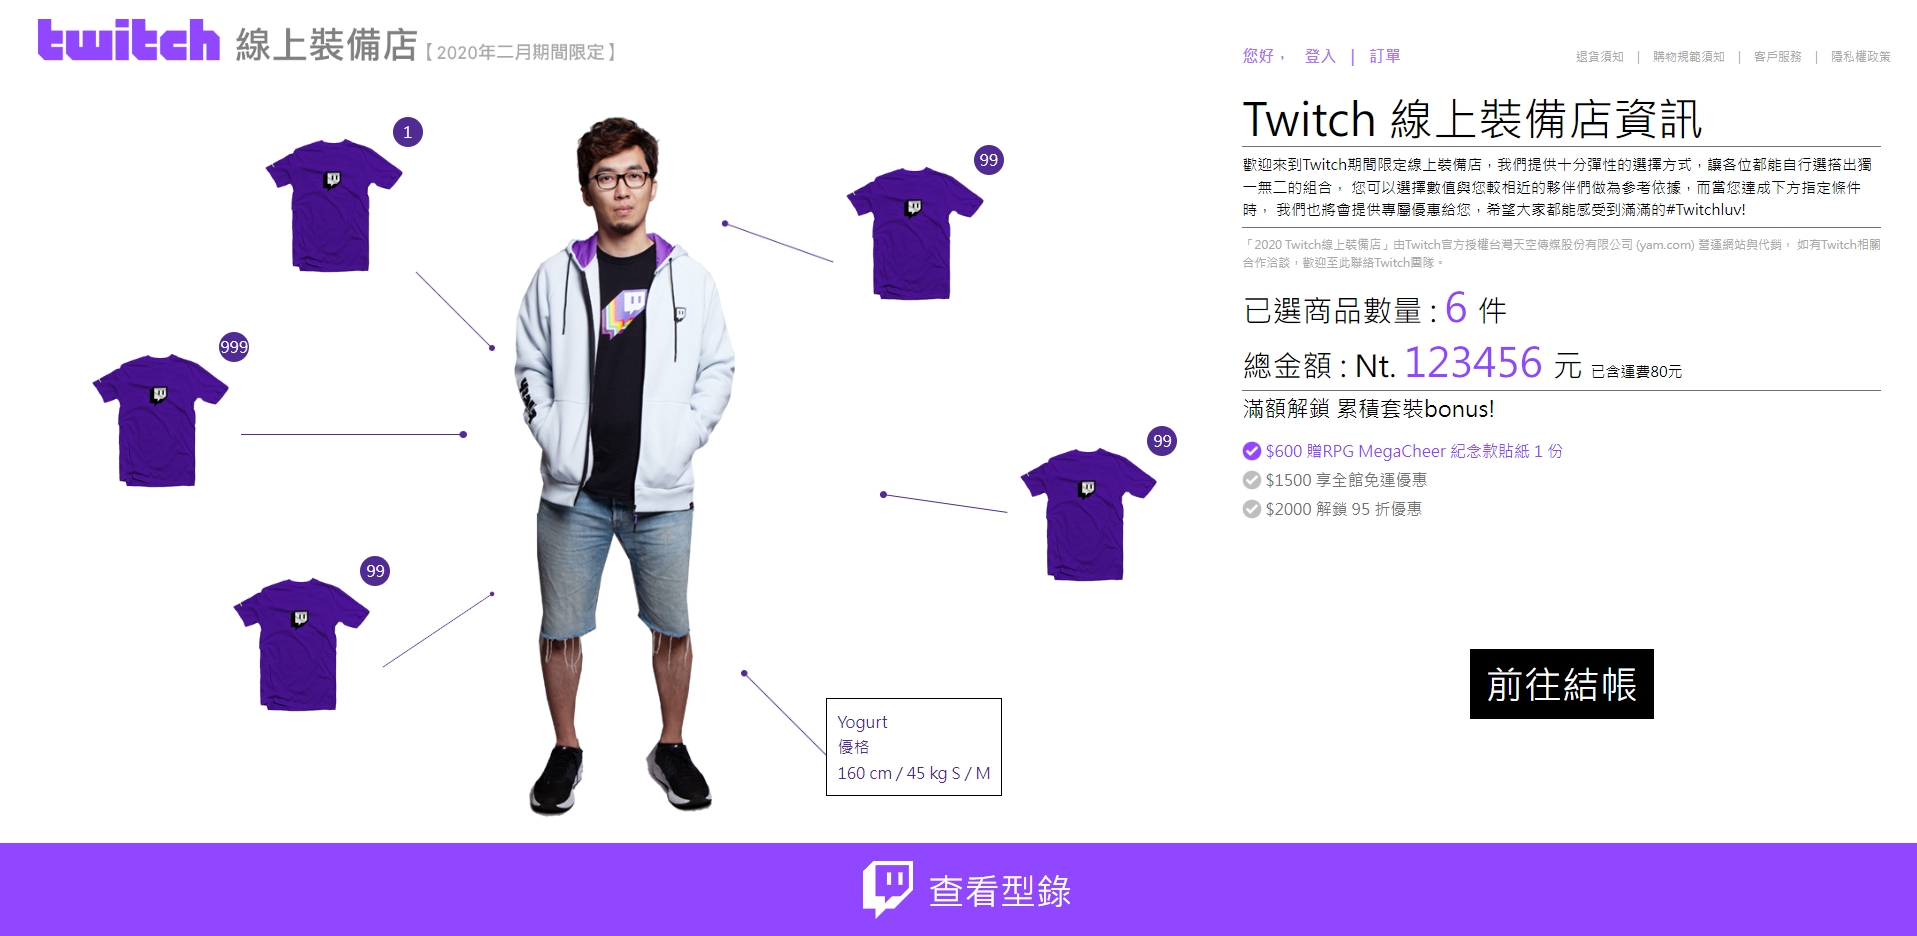 twitch 線上裝備店【2020年二月期間限定】
您好， 登入 | 訂單
退貨須知 | 購物規範須知 | 客戶服務 | 隱私權政策
Twitch 線上裝備店資訊
歡迎來到Twitch期間限定線上裝備店，我們提供十分彈性的選擇方式，讓各位都能自行選搭出獨
一無二的組合， 您可以選擇數值與您較相近的夥伴們做為參考依據，而當您達成下方指定條件
時， 我們也將會提供專屬優惠給您，希望大家都能感受到滿滿的#Twitchluv!
「2020 Twitch線上裝備店」由Twitch官方授權台灣天空傳媒股份有限公司 (yam.com) 營運網站與代銷， 如有Twitch相關
合作洽談，歡迎至此聯絡Twitch團隊。
已選商品數量 : 6 件
總金額 : Nt. 123456 元 已含運費80元
滿額解鎖 累積套裝bonus!
$600 贈RPG MegaCheer 紀念款貼紙 1 份
$1500 享全館免運優惠
$2000 解鎖 95 折優惠
前往結帳
1
99
999
99
99
Yogurt
優格
160 cm / 45 kg S / M
查看型錄